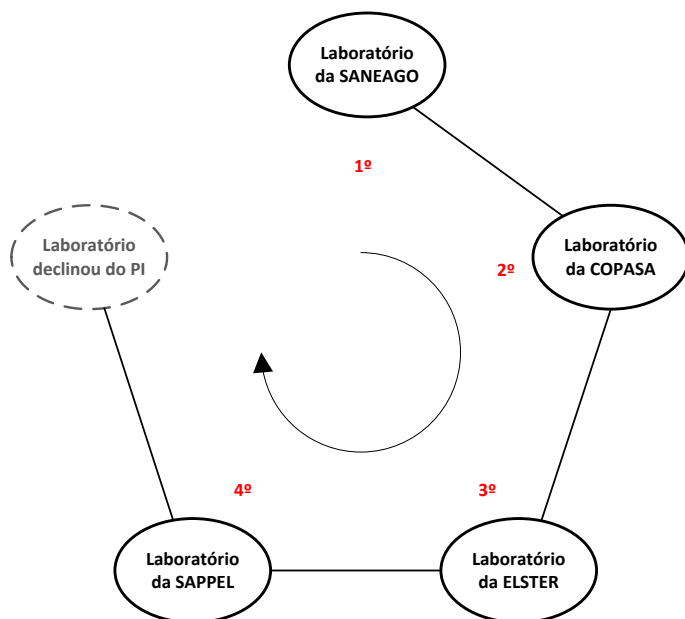 Laboratório
da SANEAGO
1º
Laboratório
da COPASA
2º
Laboratório
declinou do PI
4º
3º
Laboratório
da SAPPEL
Laboratório
da ELSTER